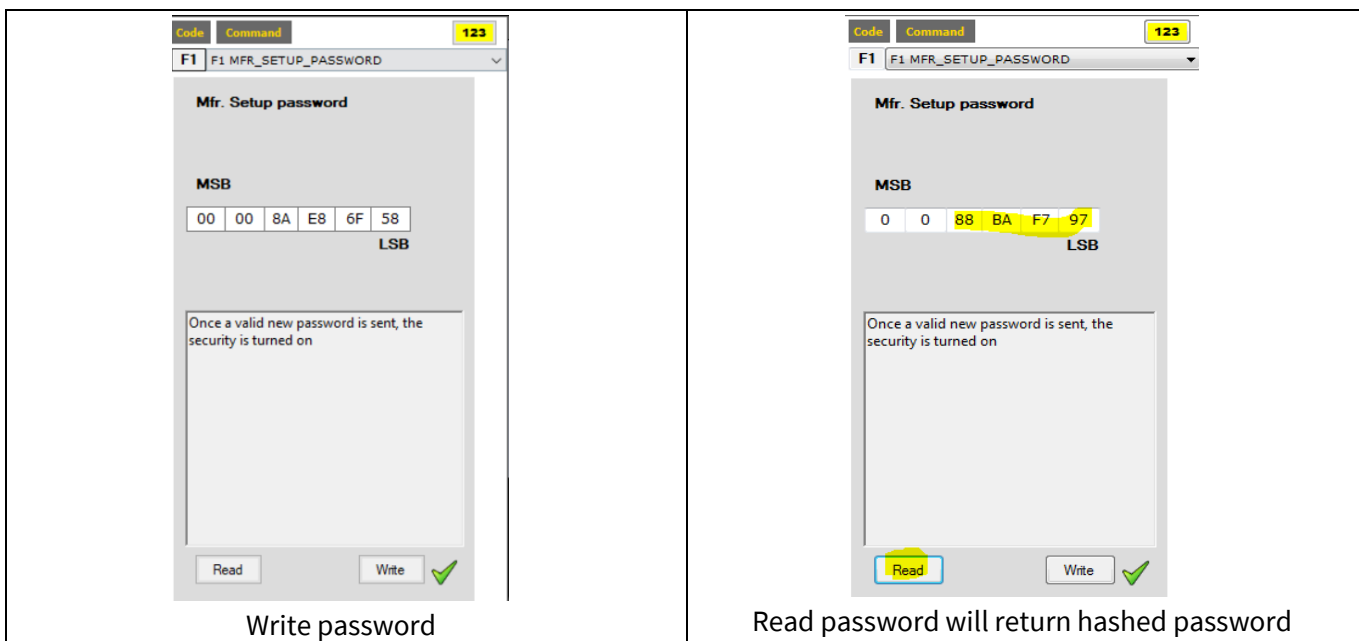 Code Command 123
F1 F1 MFR_SETUP_PASSWORD
Mfr. Setup password
MSB
00 00 8A E8 6F 58
LSB
Once a valid new password is sent, the
security is turned on
Read Write
Write password
Code Command 123
F1 F1 MFR_SETUP_PASSWORD
Mfr. Setup password
MSB
0 0 88 BA F7 97
LSB
Once a valid new password is sent, the
security is turned on
Read Write
Read password will return hashed password